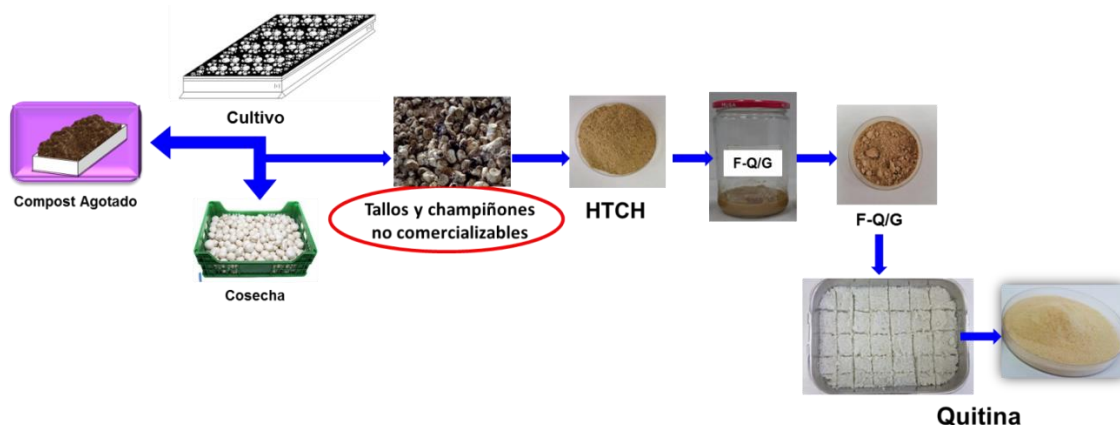 Cultivo
Compost Agotado
Cosecha
Tallos y champiñones
no comercializables
HTCH
F-Q/G
F-Q/G
Quitina